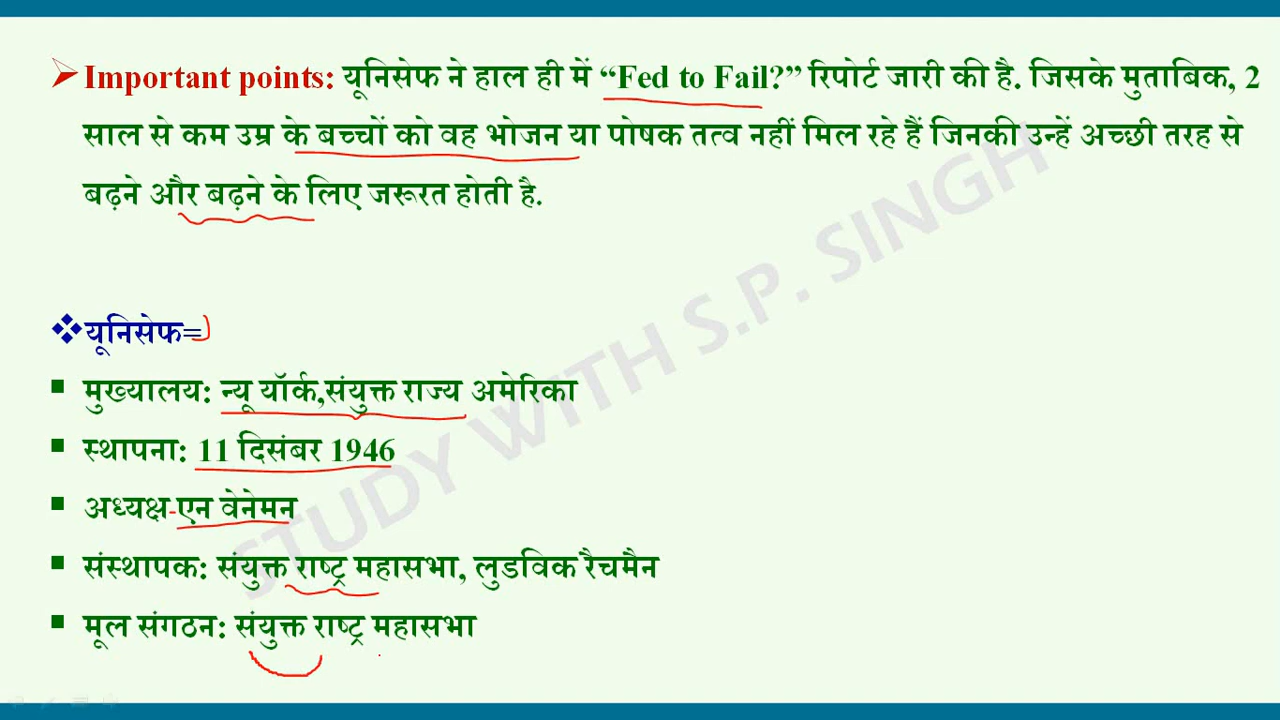 Important points: यूनिसेफ ने हाल ही में “Fed to Fail?” रिपोर्ट जारी की है. जिसके मुताबिक, 2
साल से कम उम्र के बच्चों को वह भोजन या पोषक तत्व नहीं मिल रहे हैं जिनकी उन्हें अच्छी तरह से
बढ़ने और बढ़ने के लिए जरूरत होती है.
यूनिसेफ=
मुख्यालय: न्यू यॉर्क,संयुक्त राज्य अमेरिका
स्थापना: 11 दिसंबर 1946
अध्यक्ष-एन वेनेमन
संस्थापक: संयुक्त राष्ट्र महासभा, लुडविक रैचमैन
मूल संगठन: संयुक्त राष्ट्र महासभा
STUDY WITH S.P. SINGH